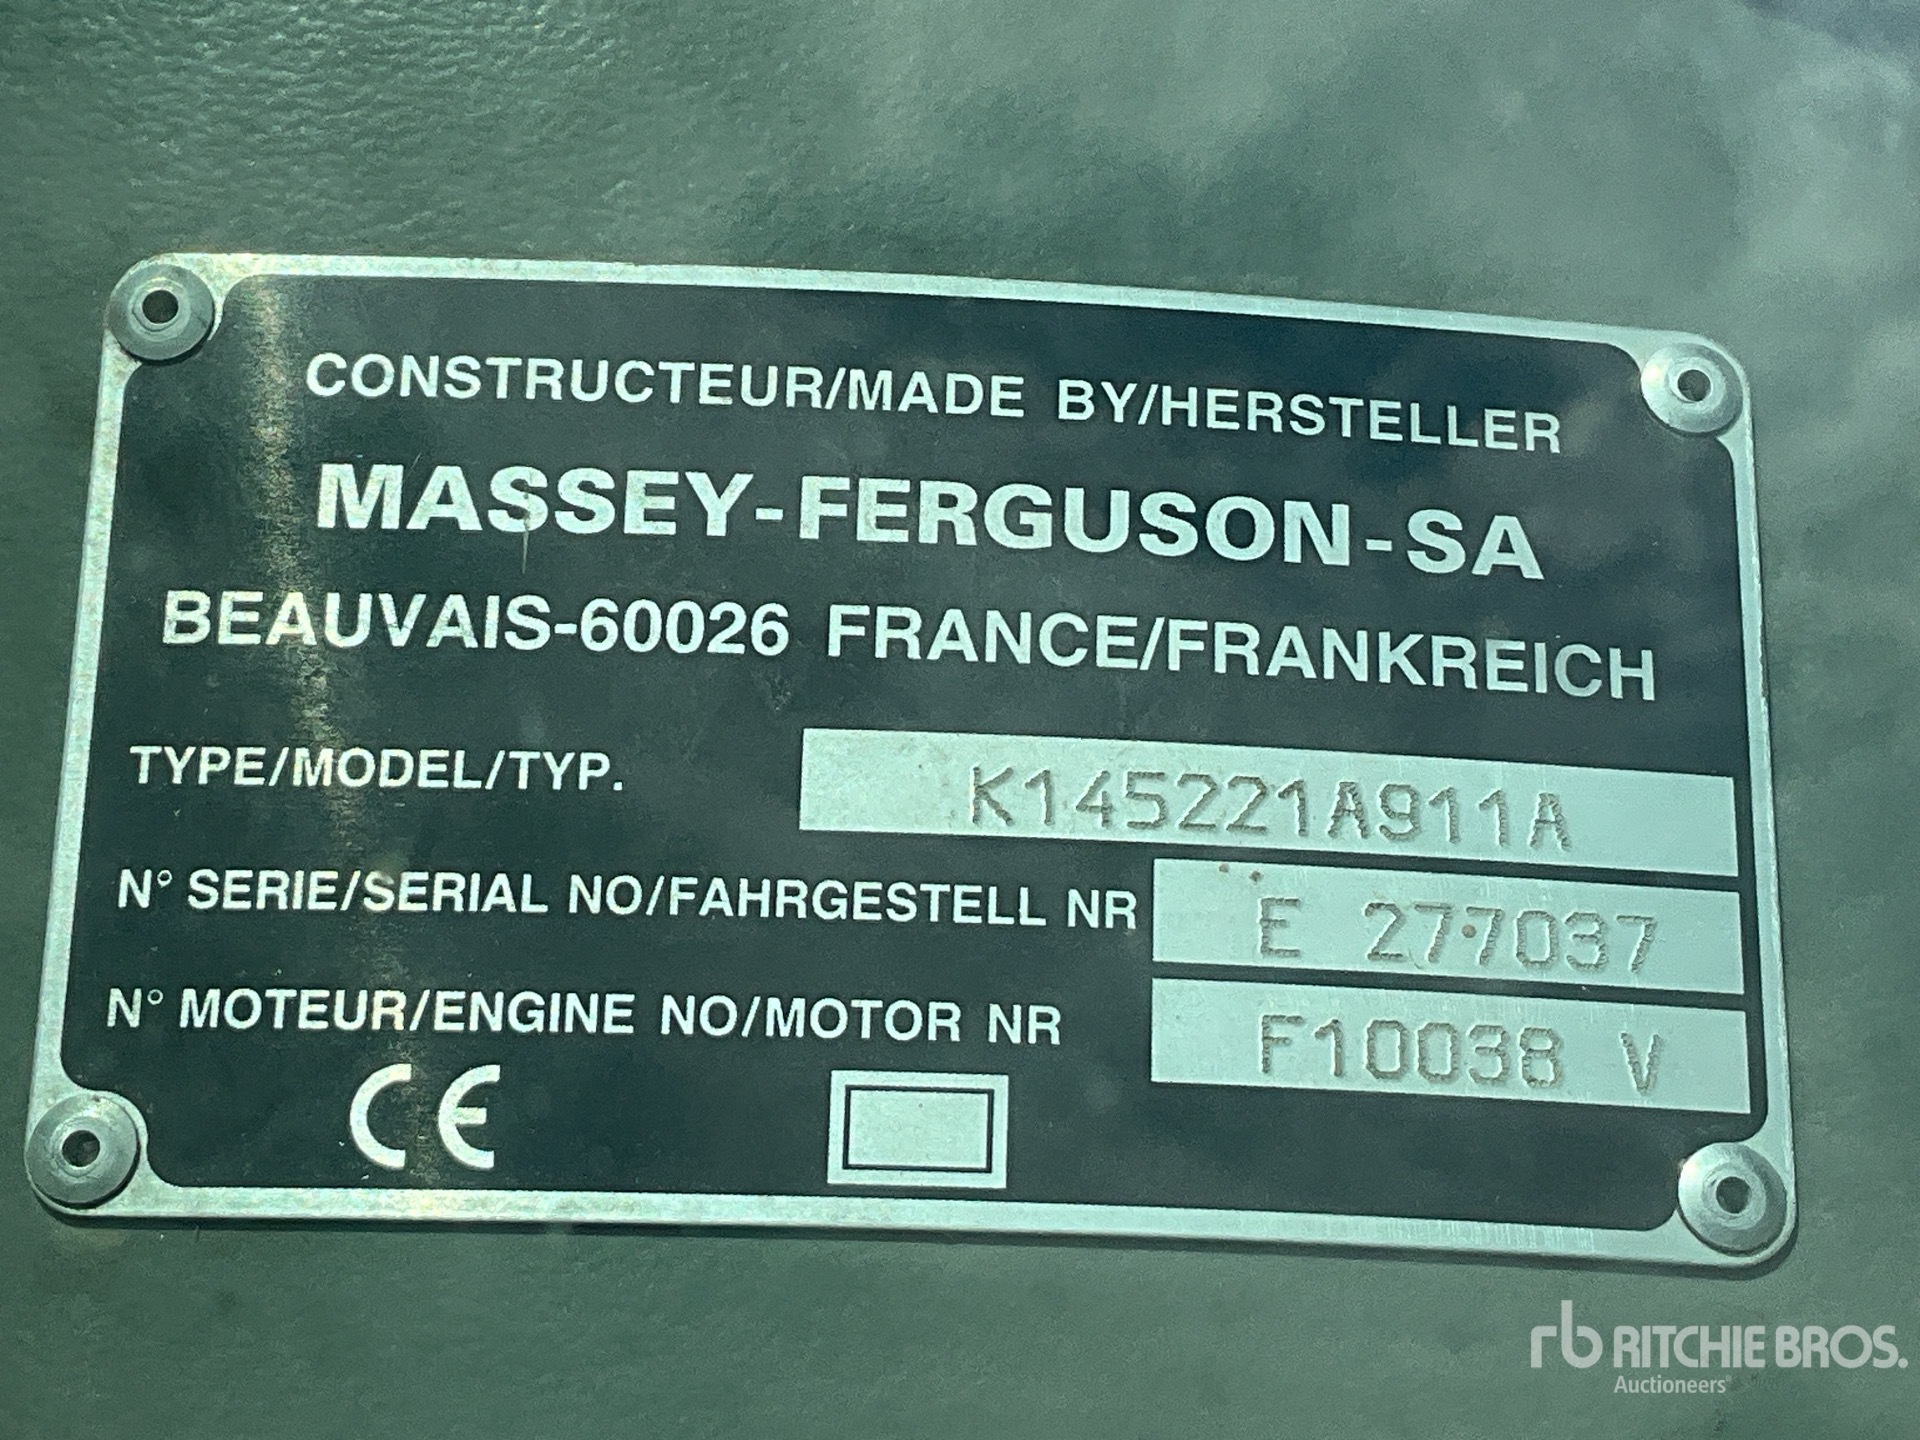 CONSTRUCTEUR/MADE BY/HERSTELLER
MASSEY-FERGUSON-SA
BEAUVAIS-60026 FRANCE/FRANKREICH
TYPE/MODEL/TYP. K145221A911A
N° SERIE/SERIAL NO/FAHRGESTELL NR E 277037
N° MOTEUR/ENGINE NO/MOTOR NR F10038 V
CE
rb RITCHIE BROS.
Auctioneers